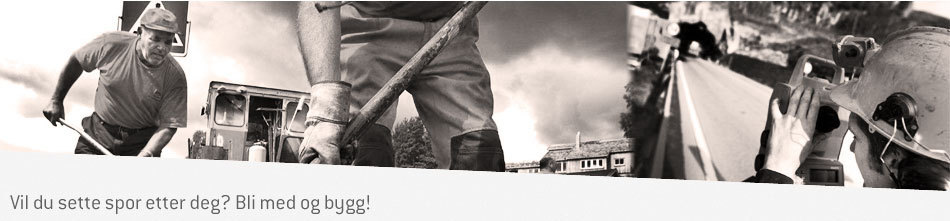 Vil du sette spor etter deg? Bli med og bygg!